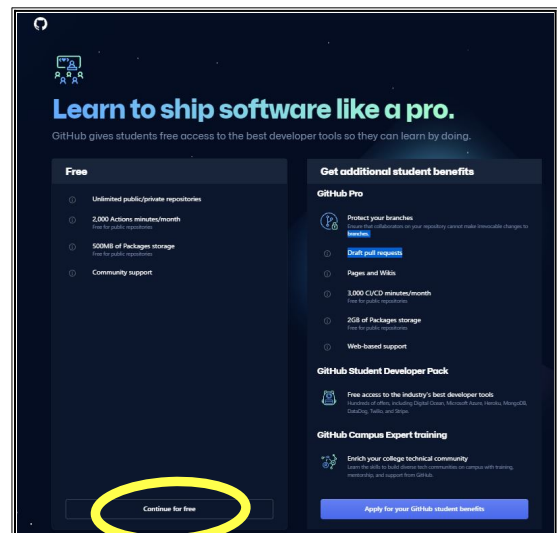 Learn to ship software like a pro.
GitHub gives students free access to the best developer tools so they can learn by doing.
Free
Unlimited public/private repositories
2,000 Actions minutes/month
Free for public repositories
500MB of Packages storage
Free for public repositories
Community support
Continue for free
Get additional student benefits
GitHub Pro
Protect your branches
Ensure that collaborators on your repository cannot make irrevocable changes to
branches.
Draft pull requests
Pages and Wikis
3,000 CI/CD minutes/month
Free for public repositories
2GB of Packages storage
Free for public repositories
Web-based support
GitHub Student Developer Pack
Free access to the industry's best developer tools
Hundreds of offers, including Digital Ocean, Microsoft Azure, Heroku, MongoDB,
DataDog, Twilio, and Stripe.
GitHub Campus Expert training
Enrich your college technical community
Learn the skills to build diverse tech communities on campus with training,
mentorship, and support from GitHub.
Apply for your GitHub student benefits